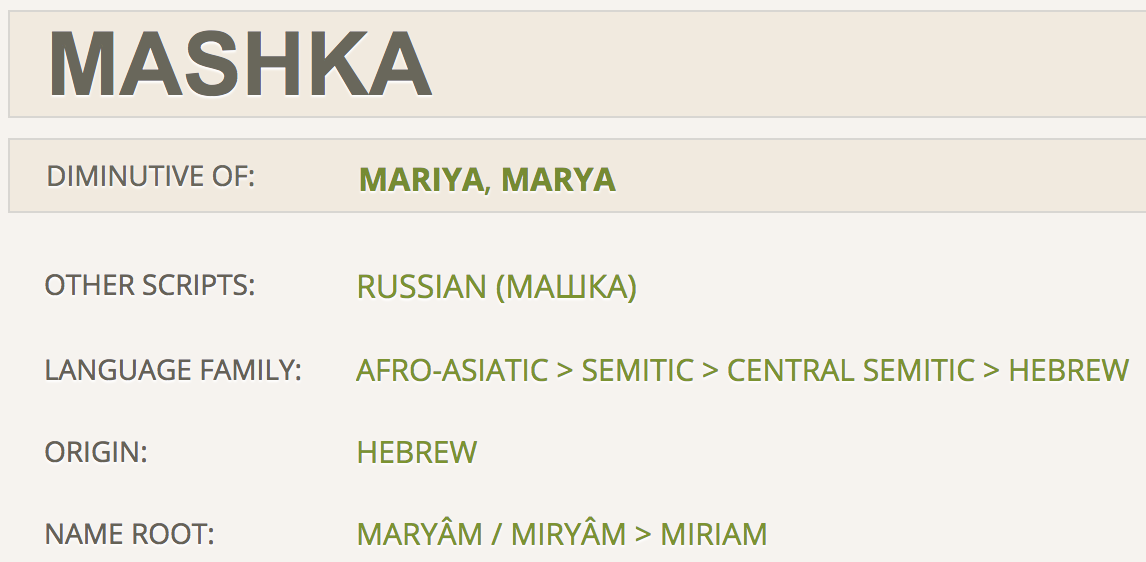 MASHKA
DIMINUTIVE OF: MARIYA, MARYA
OTHER SCRIPTS: RUSSIAN (МАШКА)
LANGUAGE FAMILY: AFRO-ASIATIC > SEMITIC > CENTRAL SEMITIC > HEBREW
ORIGIN: HEBREW
NAME ROOT: MARYÂM / MIRYÂM > MIRIAM